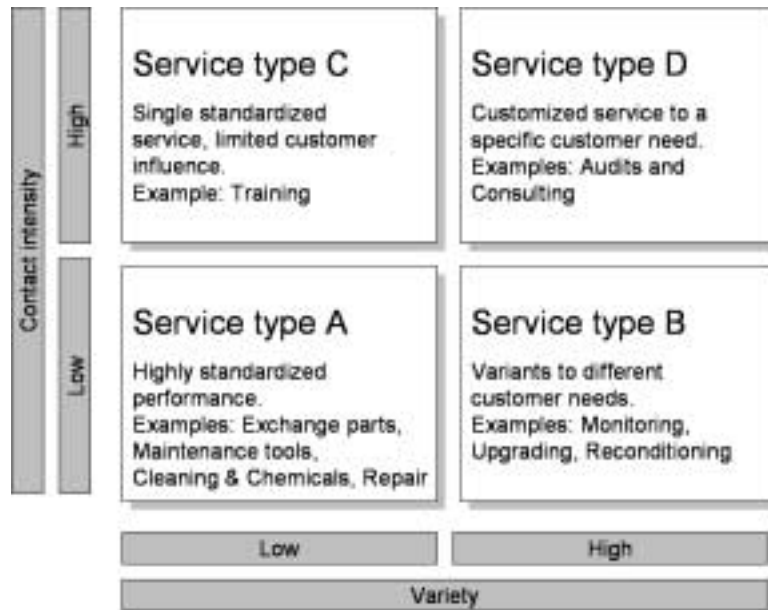 Contact intensity
High
Service type C
Single standardized
service, limited customer
influence.
Example: Training
Service type D
Customized service to a
specific customer need.
Examples: Audits and
Consulting
Low
Service type A
Highly standardized
performance.
Examples: Exchange parts,
Maintenance tools,
Cleaning & Chemicals, Repair
Service type B
Variants to different
customer needs.
Examples: Monitoring,
Upgrading, Reconditioning
Low
High
Variety